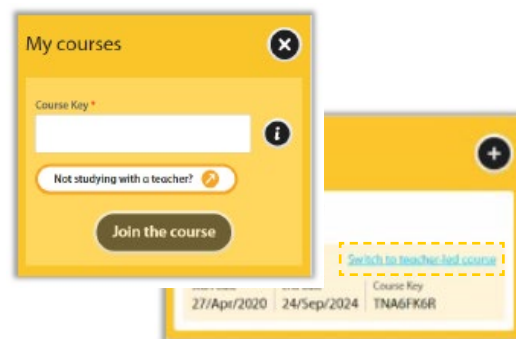 My courses
Course Key *
Not studying with a teacher?
Join the course
Switch to teacher-led course
Course Key
27/Apr/2020 24/Sep/2024 TNA6FK6R